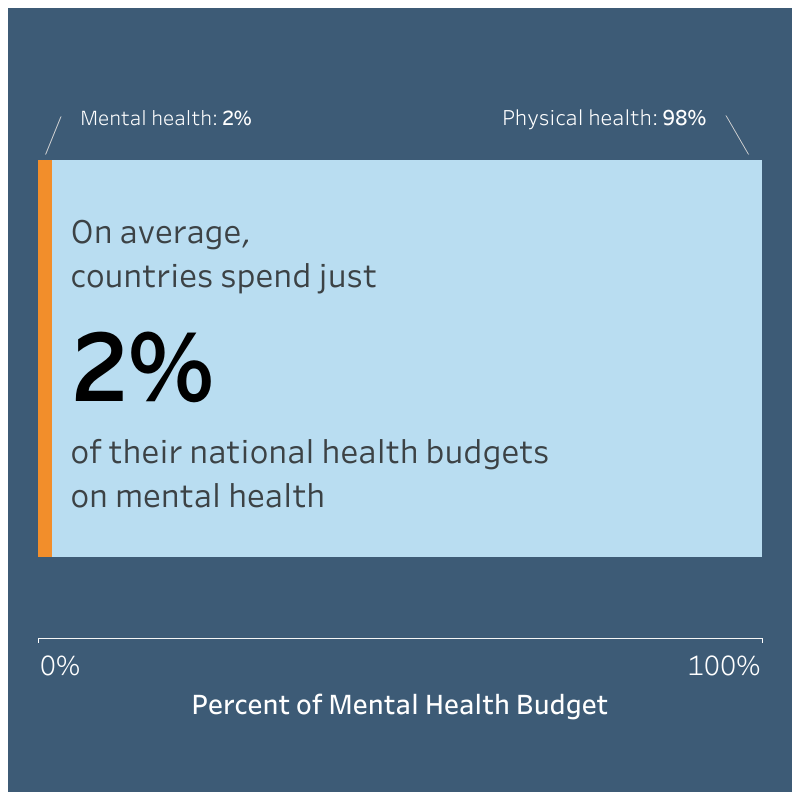 Mental health: 2%
Physical health: 98%
On average,
countries spend just
2%
of their national health budgets
on mental health
0%
100%
Percent of Mental Health Budget